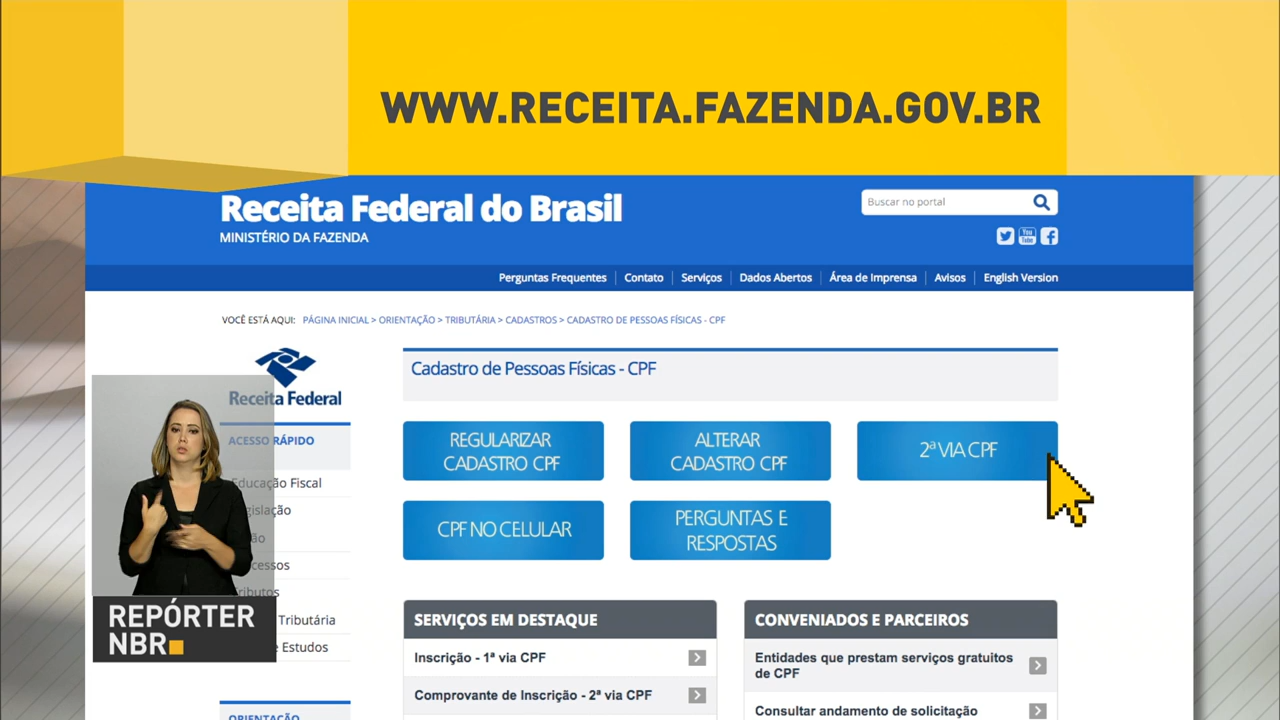 WWW.RECEITA.FAZENDA.GOV.BR
Receita Federal do Brasil
MINISTÉRIO DA FAZENDA
Buscar no portal
You
Tube
Perguntas Frequentes
Contato
Serviços
Dados Abertos
Área de Imprensa
Avisos
English Version
VOCÊ ESTÁ AQUI: PÁGINA INICIAL > ORIENTAÇÃO > TRIBUTÁRIA > CADASTROS > CADASTRO DE PESSOAS FÍSICAS - CPF
Receita Federal
ACESSO RÁPIDO
Educação Fiscal
Tributária
Estudos
ORIENTAÇÃO
REPÓRTER
NBR
Cadastro de Pessoas Físicas - CPF
REGULARIZAR
CADASTRO CPF
ALTERAR
CADASTRO CPF
2ª VIA CPF
CPF NO CELULAR
PERGUNTAS E
RESPOSTAS
SERVIÇOS EM DESTAQUE
Inscrição - 1ª via CPF
Comprovante de Inscrição - 2ª via CPF
CONVENIADOS E PARCEIROS
Entidades que prestam serviços gratuitos
de CPF
Consultar andamento de solicitação